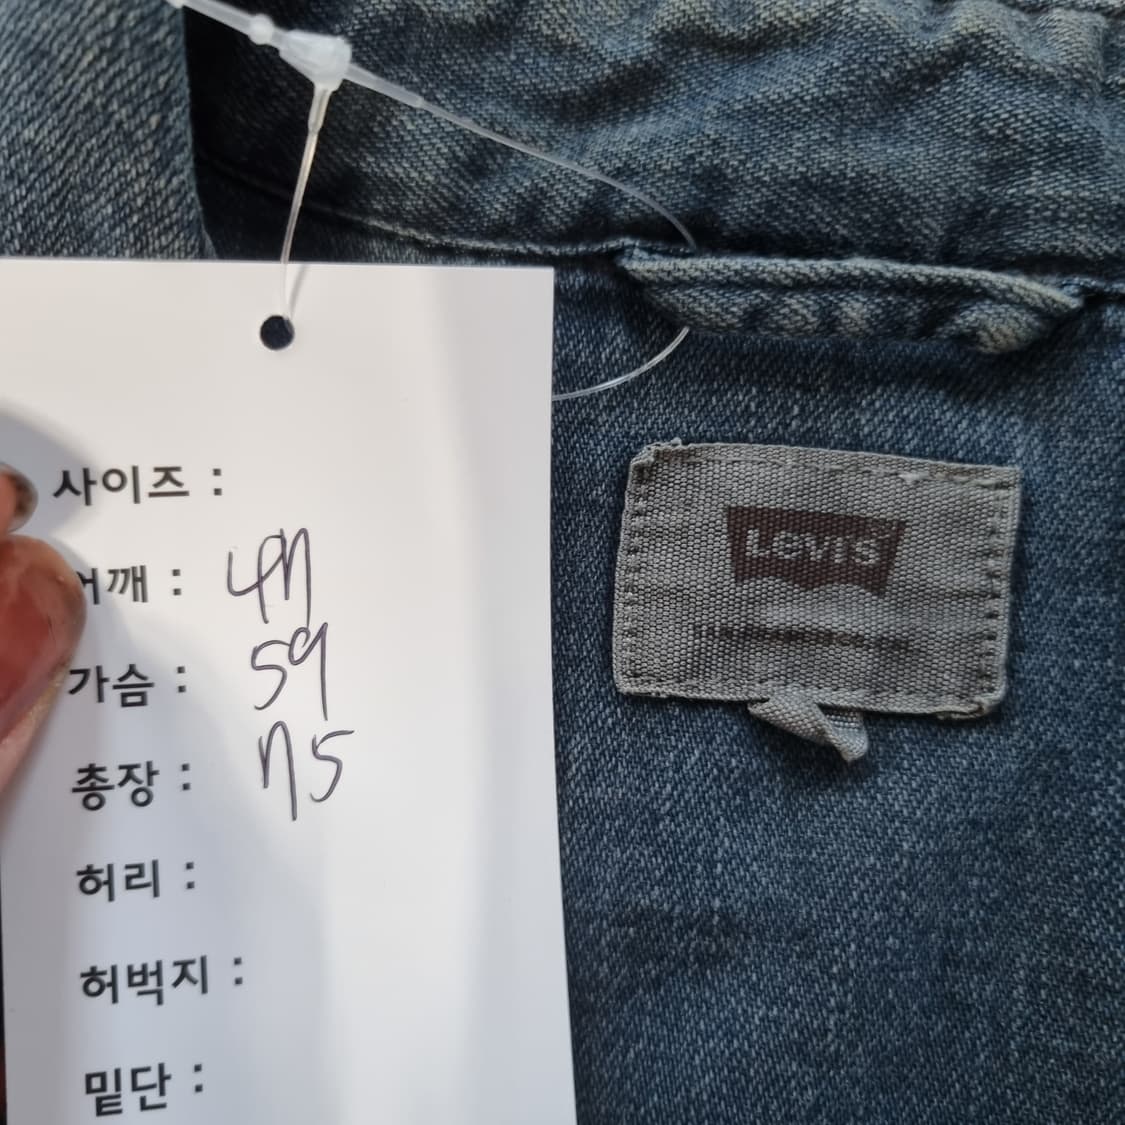 사이즈 :
어깨 : 47
가슴 : 59
총장 : 75
허리 :
허벅지 :
밑단 :
LEVI'S